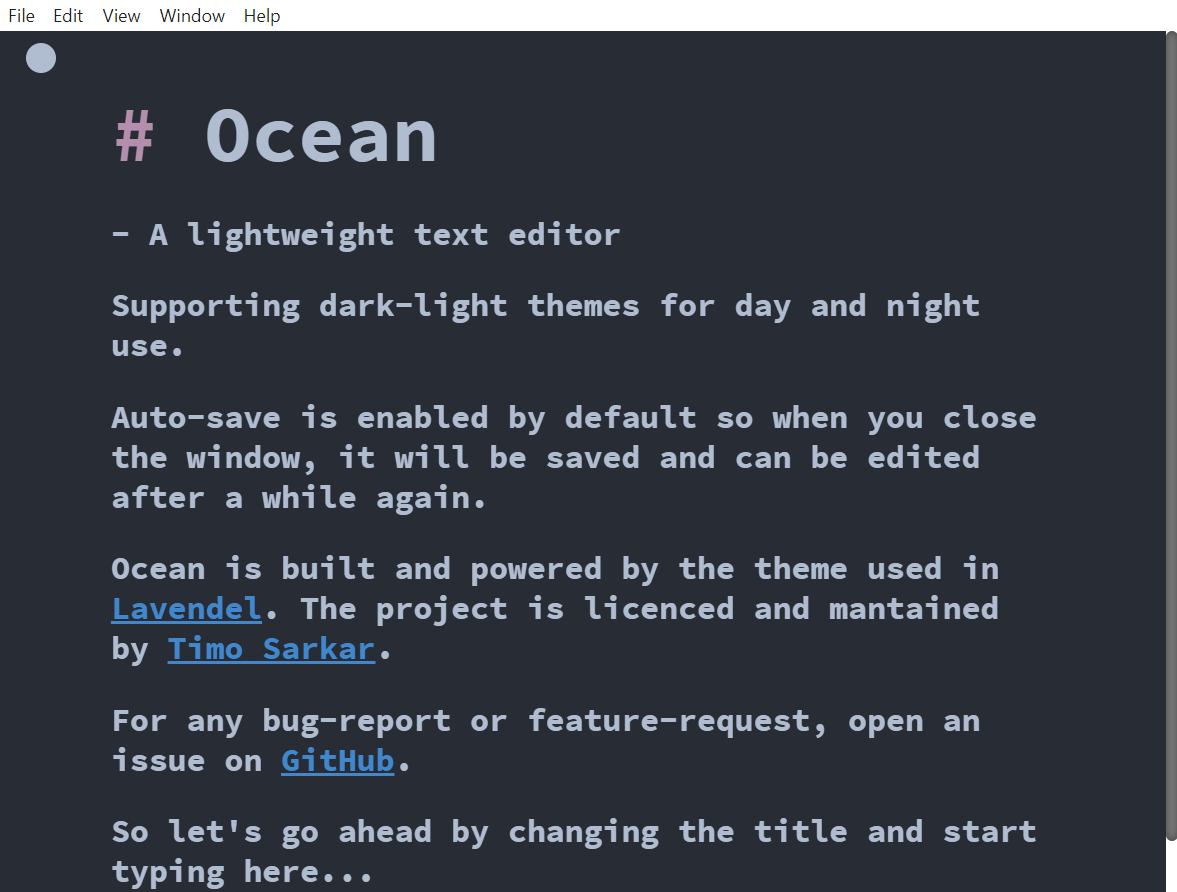 File Edit View Window Help
# Ocean
- A lightweight text editor
Supporting dark-light themes for day and night
use.
Auto-save is enabled by default so when you close
the window, it will be saved and can be edited
after a while again.
Ocean is built and powered by the theme used in
Lavendel. The project is licenced and mantained
by Timo Sarkar.
For any bug-report or feature-request, open an
issue on GitHub.
So let's go ahead by changing the title and start
typing here...